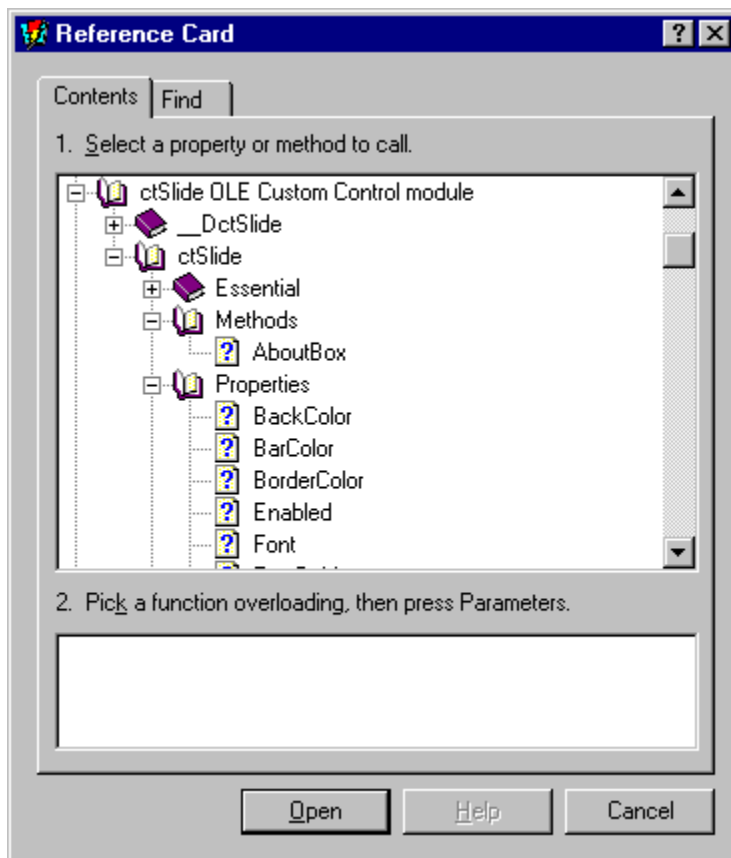 Reference Card
Contents
Find
1. Select a property or method to call.
ctSlide OLE Custom Control module
__DctSlide
ctSlide
Essential
Methods
AboutBox
Properties
BackColor
BarColor
BorderColor
Enabled
Font
2. Pick a function overloading, then press Parameters.
Open
Help
Cancel